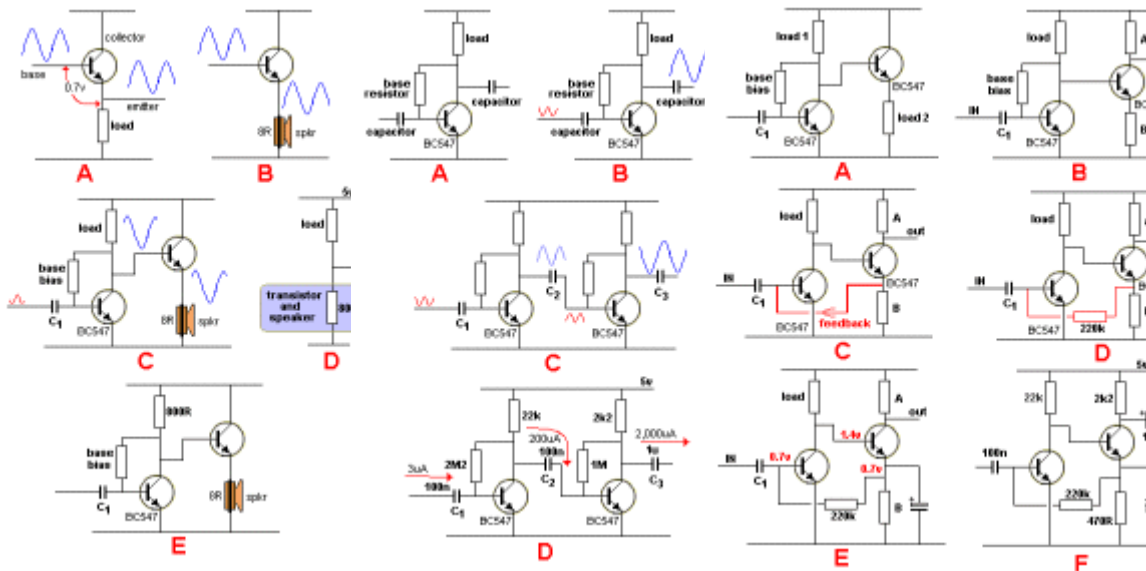 collector
base
0.7v
emitter
load
A
8R
spkr
B
load
base
resistor
capacitor
capacitor
BC547
A
load
base
resistor
capacitor
capacitor
BC547
B
load 1
base
bias
C1
BC547
BC547
load 2
A
load
A
base
bias
IN
C1
BC547
B
B
load
base
bias
C1
BC547
8R
spkr
C
load
transistor
and
speaker
D
C1
BC547
C2
BC547
C3
C
load
A
out
IN
C1
BC547
BC547
B
feedback
C
load
IN
C1
BC547
220k
D
800R
base
bias
C1
BC547
8R
spkr
E
5v
22k
2k2
200uA
100n
2,000uA
1u
3uA
2M2
1M
100n
C1
C2
C3
BC547
BC547
D
load
A
out
1.4v
0.7v
0.7v
IN
C1
BC547
220k
B
E
22k
2k2
100n
220k
470R
F